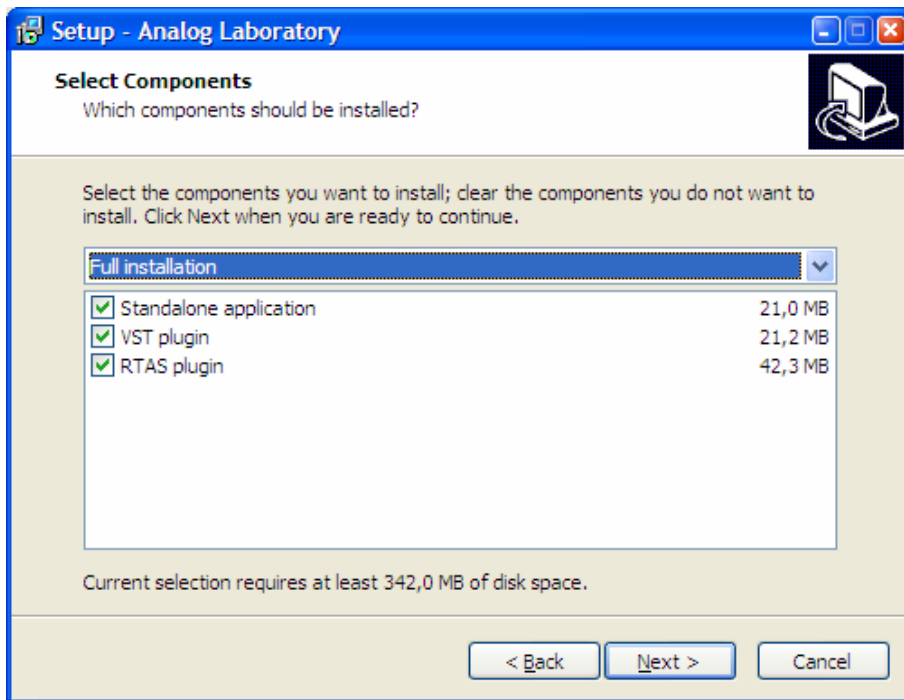 Setup - Analog Laboratory
Select Components
Which components should be installed?
Select the components you want to install; clear the components you do not want to
install. Click Next when you are ready to continue.
Full installation
Standalone application 21,0 MB
VST plugin 21,2 MB
RTAS plugin 42,3 MB
Current selection requires at least 342,0 MB of disk space.
< Back Next > Cancel